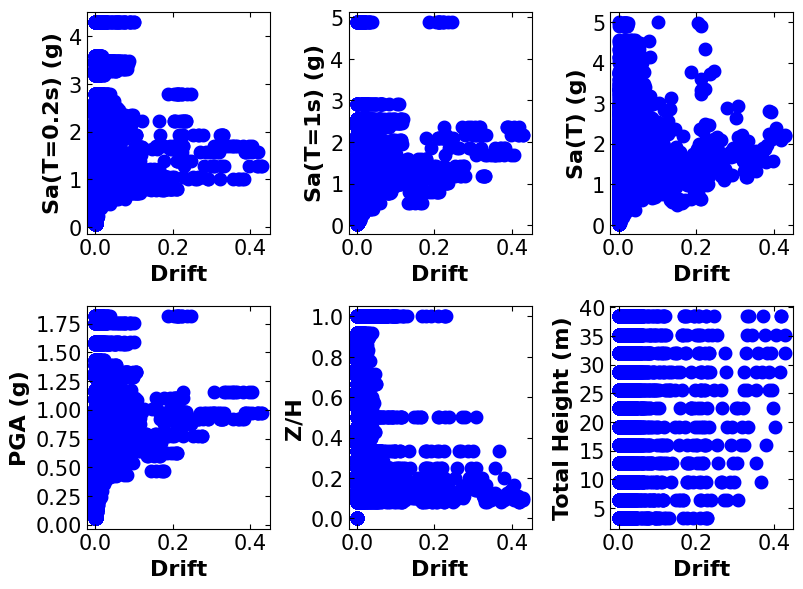 Sa(T=0.2s) (g)
4
3
2
1
0
0.0 0.2 0.4
Drift
Sa(T=1s) (g)
5
4
3
2
1
0
0.0 0.2 0.4
Drift
Sa(T) (g)
5
4
3
2
1
0
0.0 0.2 0.4
Drift
PGA (g)
1.75
1.50
1.25
1.00
0.75
0.50
0.25
0.00
0.0 0.2 0.4
Drift
Z/H
1.0
0.8
0.6
0.4
0.2
0.0
0.0 0.2 0.4
Drift
Total Height (m)
40
35
30
25
20
15
10
5
0.0 0.2 0.4
Drift